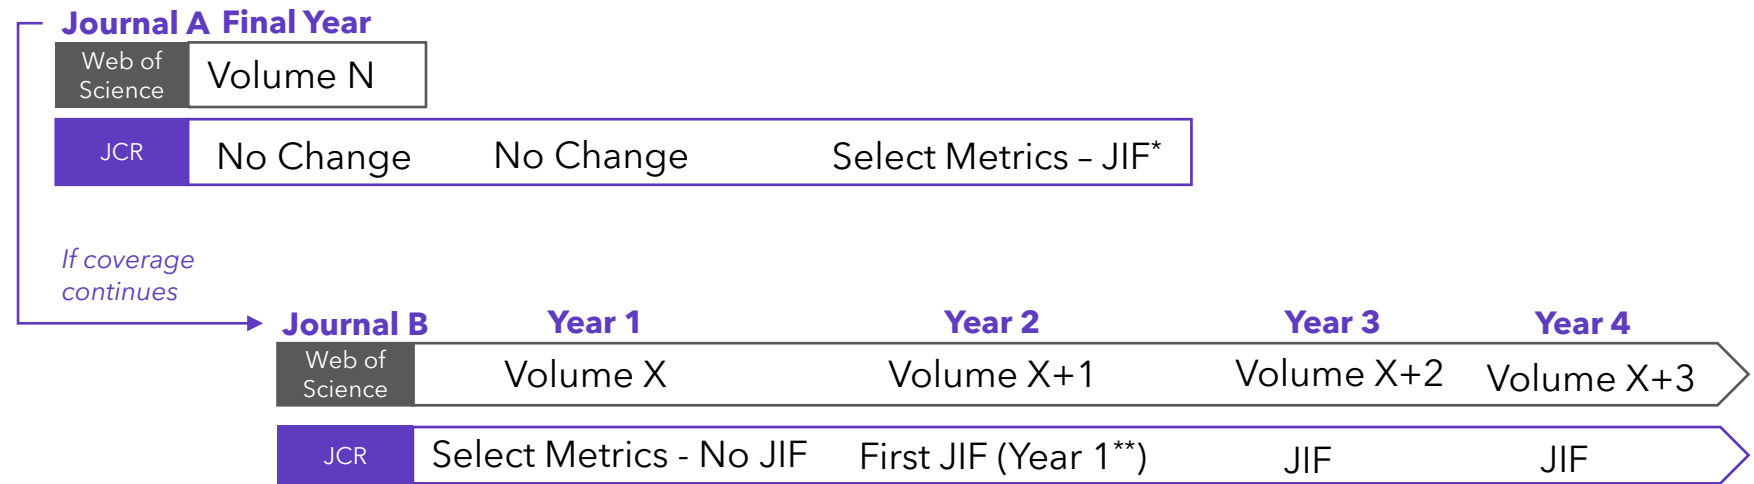 Journal A Final Year
Web of
Science
Volume N
JCR
No Change
No Change
Select Metrics – JIF*
If coverage
continues
Journal B
Year 1
Year 2
Year 3
Year 4
Web of
Science
Volume X
Volume X+1
Volume X+2
Volume X+3
JCR
Select Metrics - No JIF
First JIF (Year 1**)
JIF
JIF